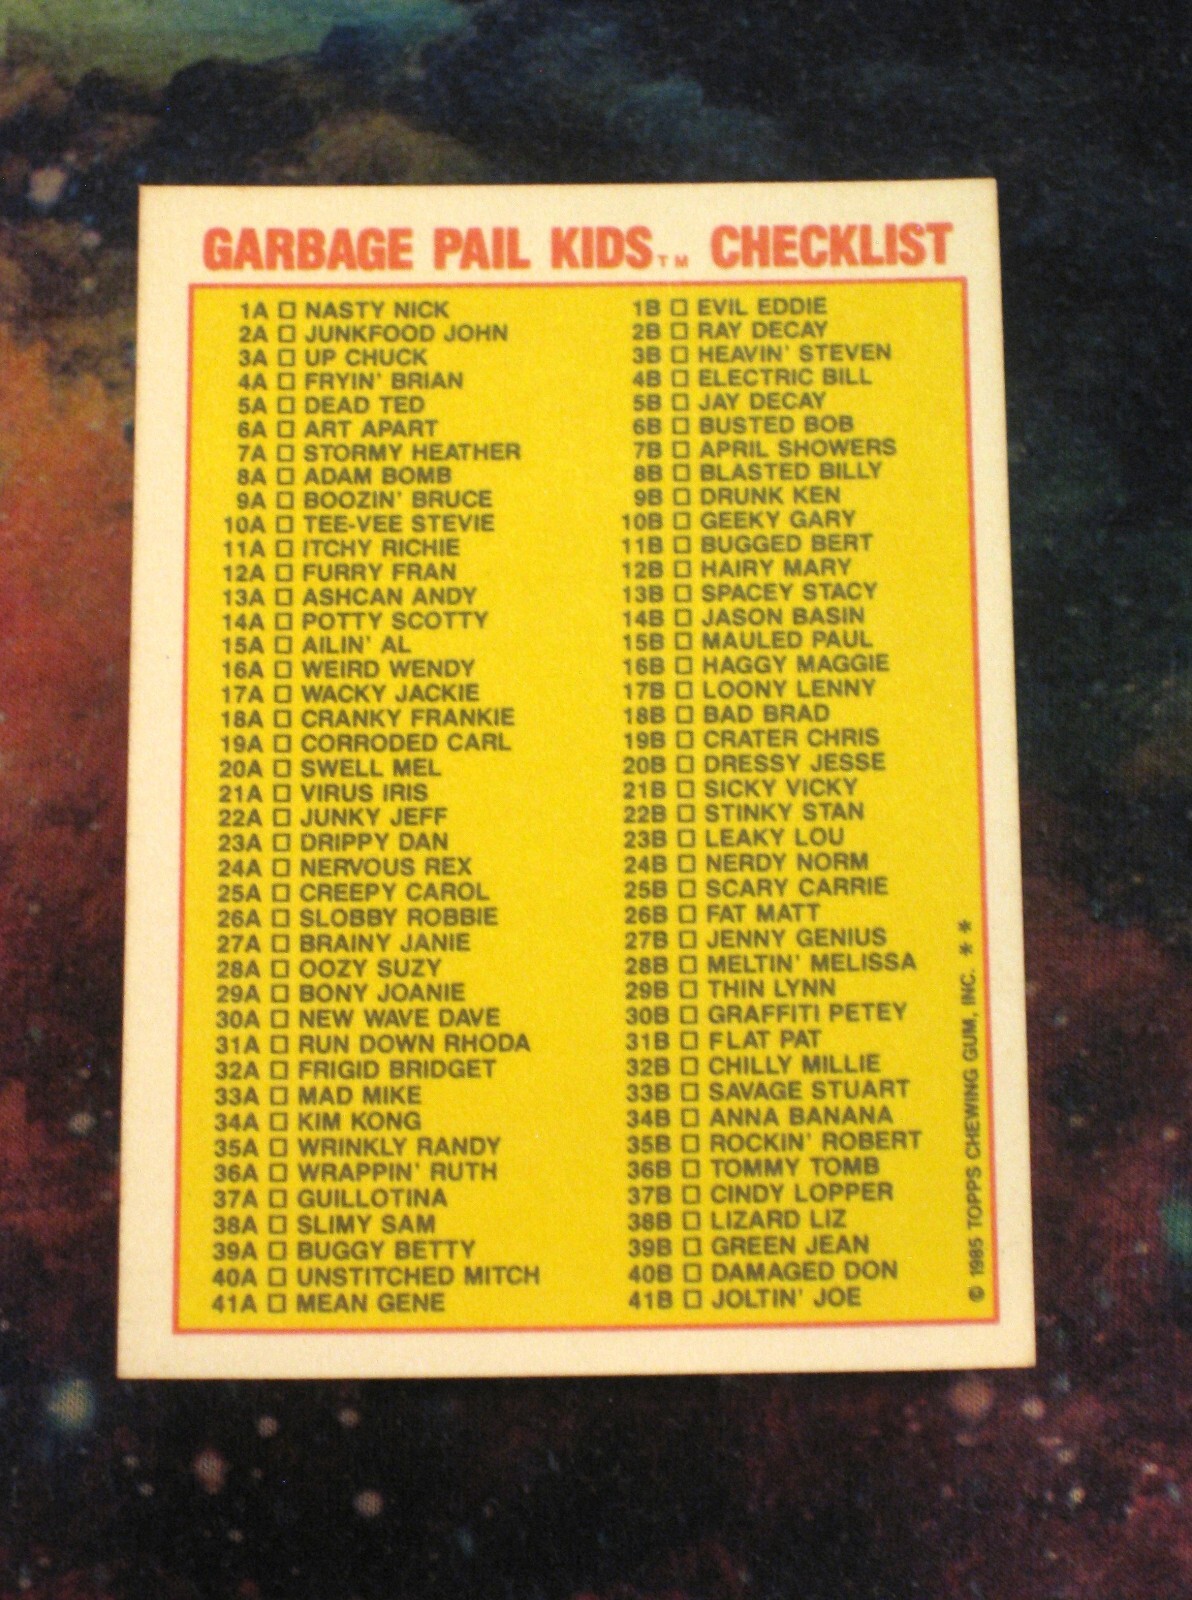 GARBAGE PAIL KIDS™ CHECKLIST
1A ☐ NASTY NICK
2A ☐ JUNKFOOD JOHN
3A ☐ UP CHUCK
4A ☐ FRYIN' BRIAN
5A ☐ DEAD TED
6A ☐ ART APART
7A ☐ STORMY HEATHER
8A ☐ ADAM BOMB
9A ☐ BOOZIN' BRUCE
10A ☐ TEE-VEE STEVIE
11A ☐ ITCHY RICHIE
12A ☐ FURRY FRAN
13A ☐ ASHCAN ANDY
14A ☐ POTTY SCOTTY
15A ☐ AILIN' AL
16A ☐ WEIRD WENDY
17A ☐ WACKY JACKIE
18A ☐ CRANKY FRANKIE
19A ☐ CORRODED CARL
20A ☐ SWELL MEL
21A ☐ VIRUS IRIS
22A ☐ JUNKY JEFF
23A ☐ DRIPPY DAN
24A ☐ NERVOUS REX
25A ☐ CREEPY CAROL
26A ☐ SLOBBY ROBBIE
27A ☐ BRAINY JANIE
28A ☐ OOZY SUZY
29A ☐ BONY JOANIE
30A ☐ NEW WAVE DAVE
31A ☐ RUN DOWN RHODA
32A ☐ FRIGID BRIDGET
33A ☐ MAD MIKE
34A ☐ KIM KONG
35A ☐ WRINKLY RANDY
36A ☐ WRAPPIN' RUTH
37A ☐ GUILLOTINA
38A ☐ SLIMY SAM
39A ☐ BUGGY BETTY
40A ☐ UNSTITCHED MITCH
41A ☐ MEAN GENE
1B ☐ EVIL EDDIE
2B ☐ RAY DECAY
3B ☐ HEAVIN' STEVEN
4B ☐ ELECTRIC BILL
5B ☐ JAY DECAY
6B ☐ BUSTED BOB
7B ☐ APRIL SHOWERS
8B ☐ BLASTED BILLY
9B ☐ DRUNK KEN
10B ☐ GEEKY GARY
11B ☐ BUGGED BERT
12B ☐ HAIRY MARY
13B ☐ SPACEY STACY
14B ☐ JASON BASIN
15B ☐ MAULED PAUL
16B ☐ HAGGY MAGGIE
17B ☐ LOONY LENNY
18B ☐ BAD BRAD
19B ☐ CRATER CHRIS
20B ☐ DRESSY JESSE
21B ☐ SICKY VICKY
22B ☐ STINKY STAN
23B ☐ LEAKY LOU
24B ☐ NERDY NORM
25B ☐ SCARY CARRIE
26B ☐ FAT MATT
27B ☐ JENNY GENIUS
28B ☐ MELTIN' MELISSA
29B ☐ THIN LYNN
30B ☐ GRAFFITI PETEY
31B ☐ FLAT PAT
32B ☐ CHILLY MILLIE
33B ☐ SAVAGE STUART
34B ☐ ANNA BANANA
35B ☐ ROCKIN' ROBERT
36B ☐ TOMMY TOMB
37B ☐ CINDY LOPPER
38B ☐ LIZARD LIZ
39B ☐ GREEN JEAN
40B ☐ DAMAGED DON
41B ☐ JOLTIN' JOE
© 1985 TOPPS CHEWING GUM, INC. **